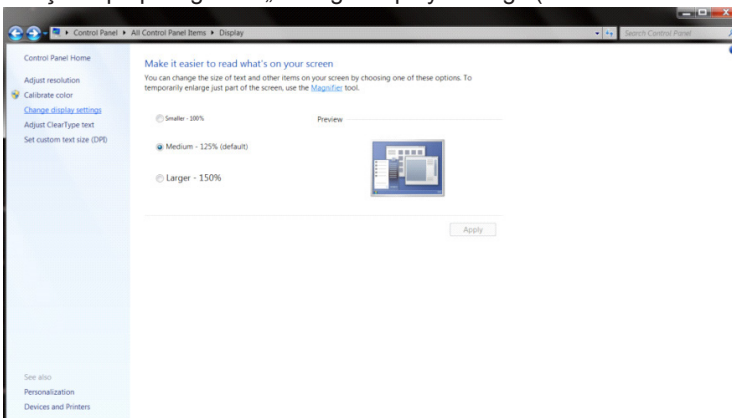 Control Panel All Control Panel Items Display Search Control Panel
Control Panel Home
Adjust resolution
Calibrate color
Change display settings
Adjust ClearType text
Set custom text size (DPI)
Make it easier to read what's on your screen
You can change the size of text and other items on your screen by choosing one of these options. To
temporarily enlarge just part of the screen, use the Magnifier tool.
Smaller - 100% Preview
Medium - 125% (default)
Larger - 150%
Apply
See also
Personalization
Devices and Printers